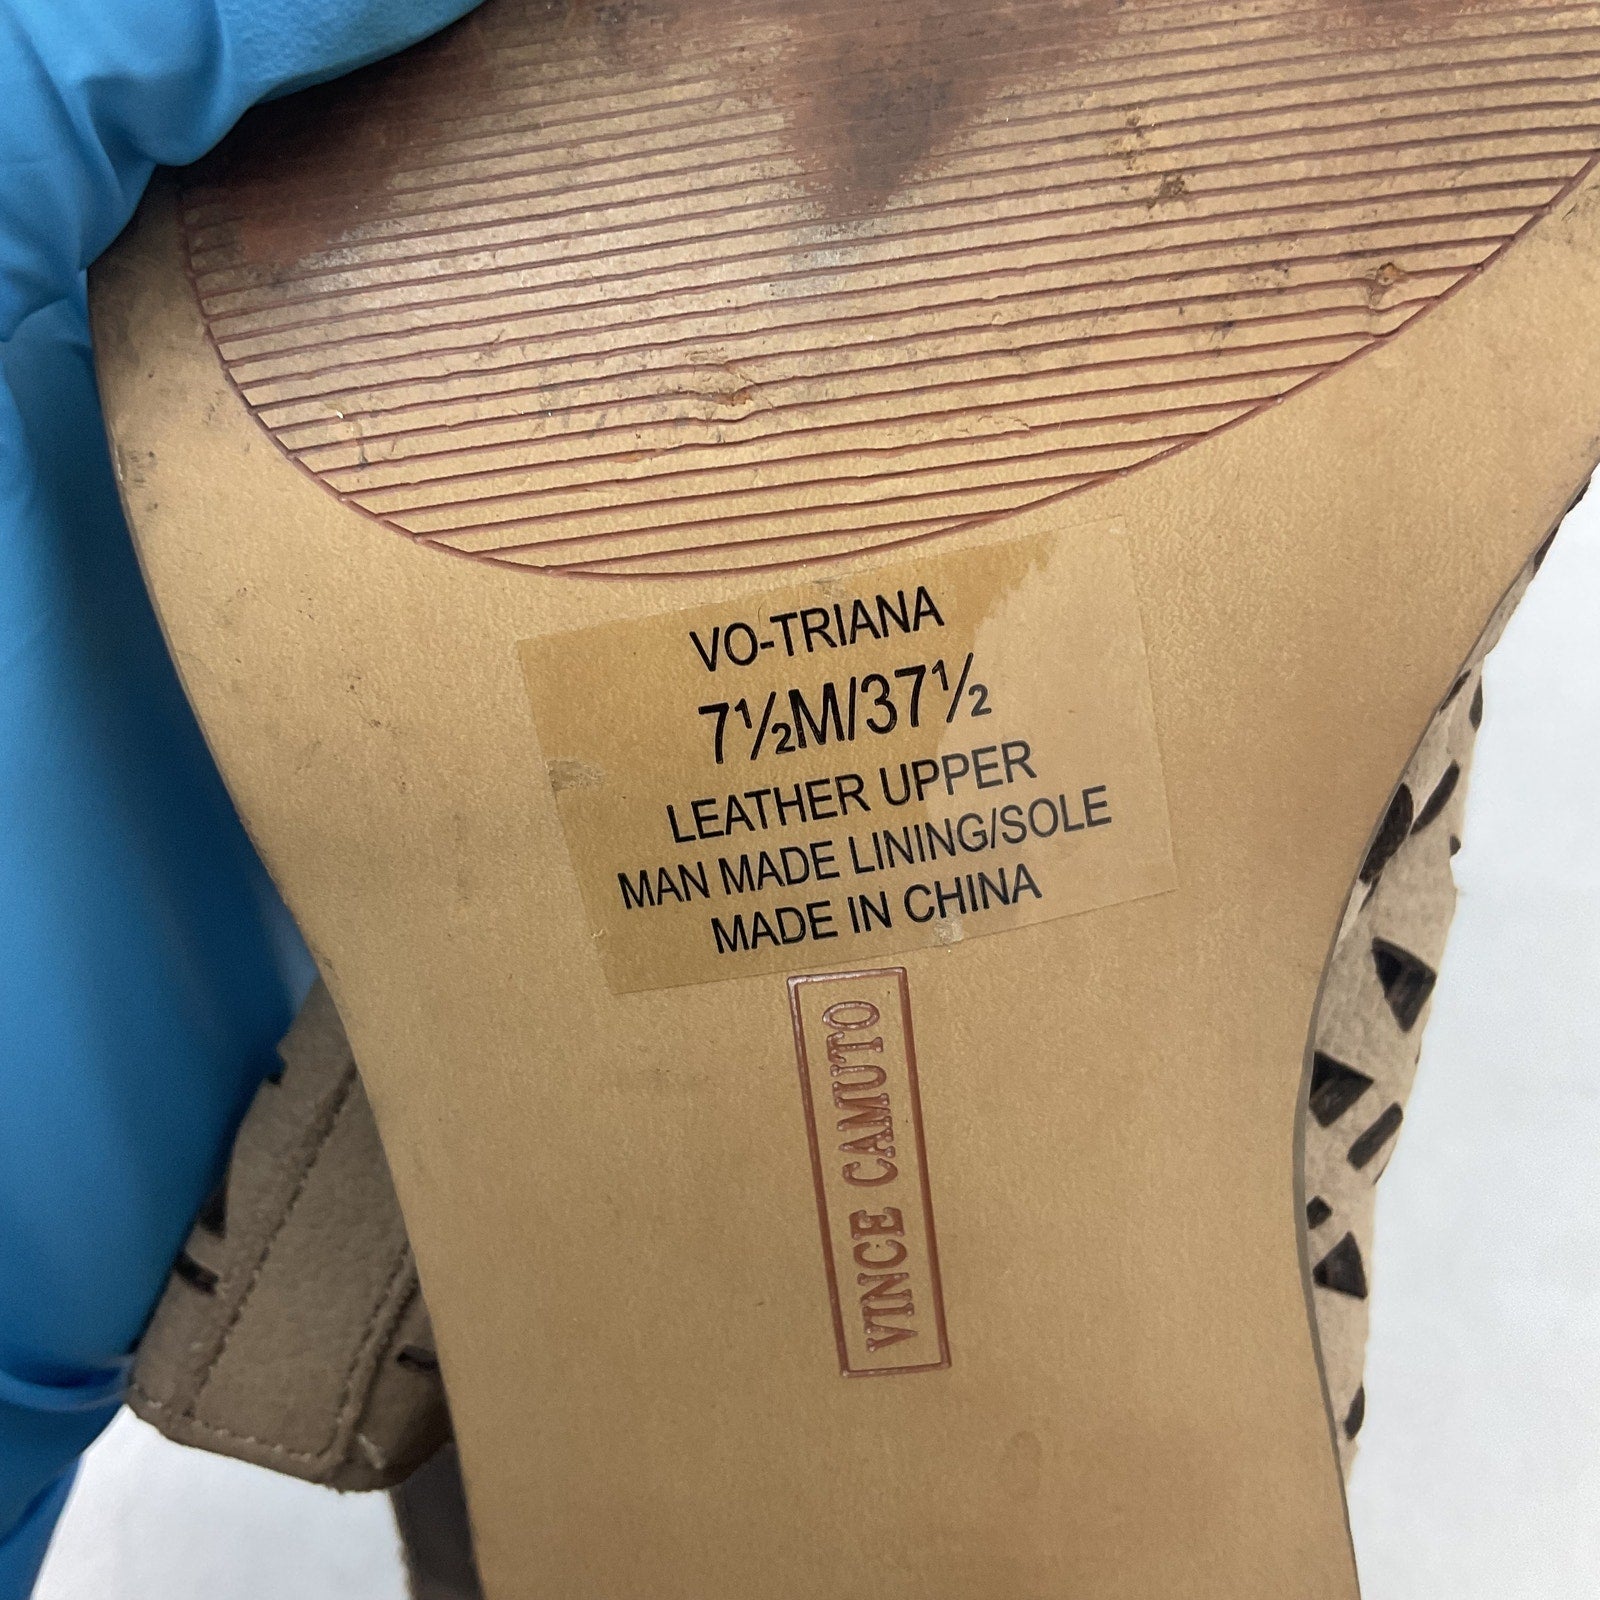 VO-TRIANA
7½M/37½
LEATHER UPPER
MAN MADE LINING/SOLE
MADE IN CHINA
VINCE CAMUTO